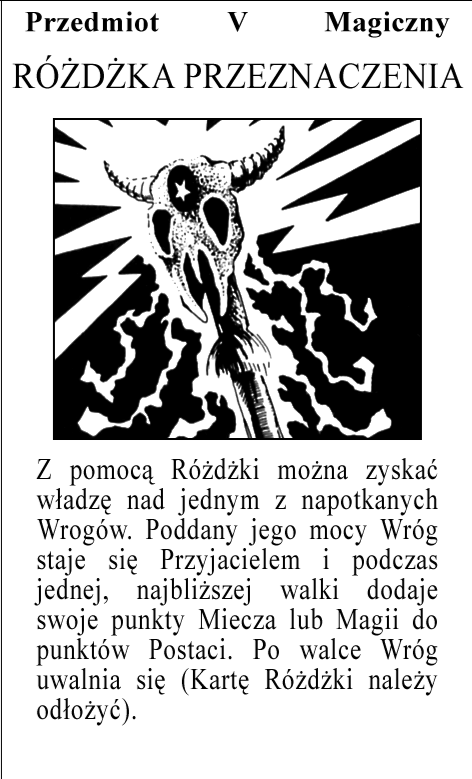 Przedmiot V Magiczny
RÓŻDŻKA PRZEZNACZENIA
Z pomocą Różdżki można zyskać
władzę nad jednym z napotkanych
Wrogów. Poddany jego mocy Wróg
staje się Przyjacielem i podczas
jednej, najbliższej walki dodaje
swoje punkty Miecza lub Magii do
punktów Postaci. Po walce Wróg
uwalnia się (Kartę Różdżki należy
odłożyć).